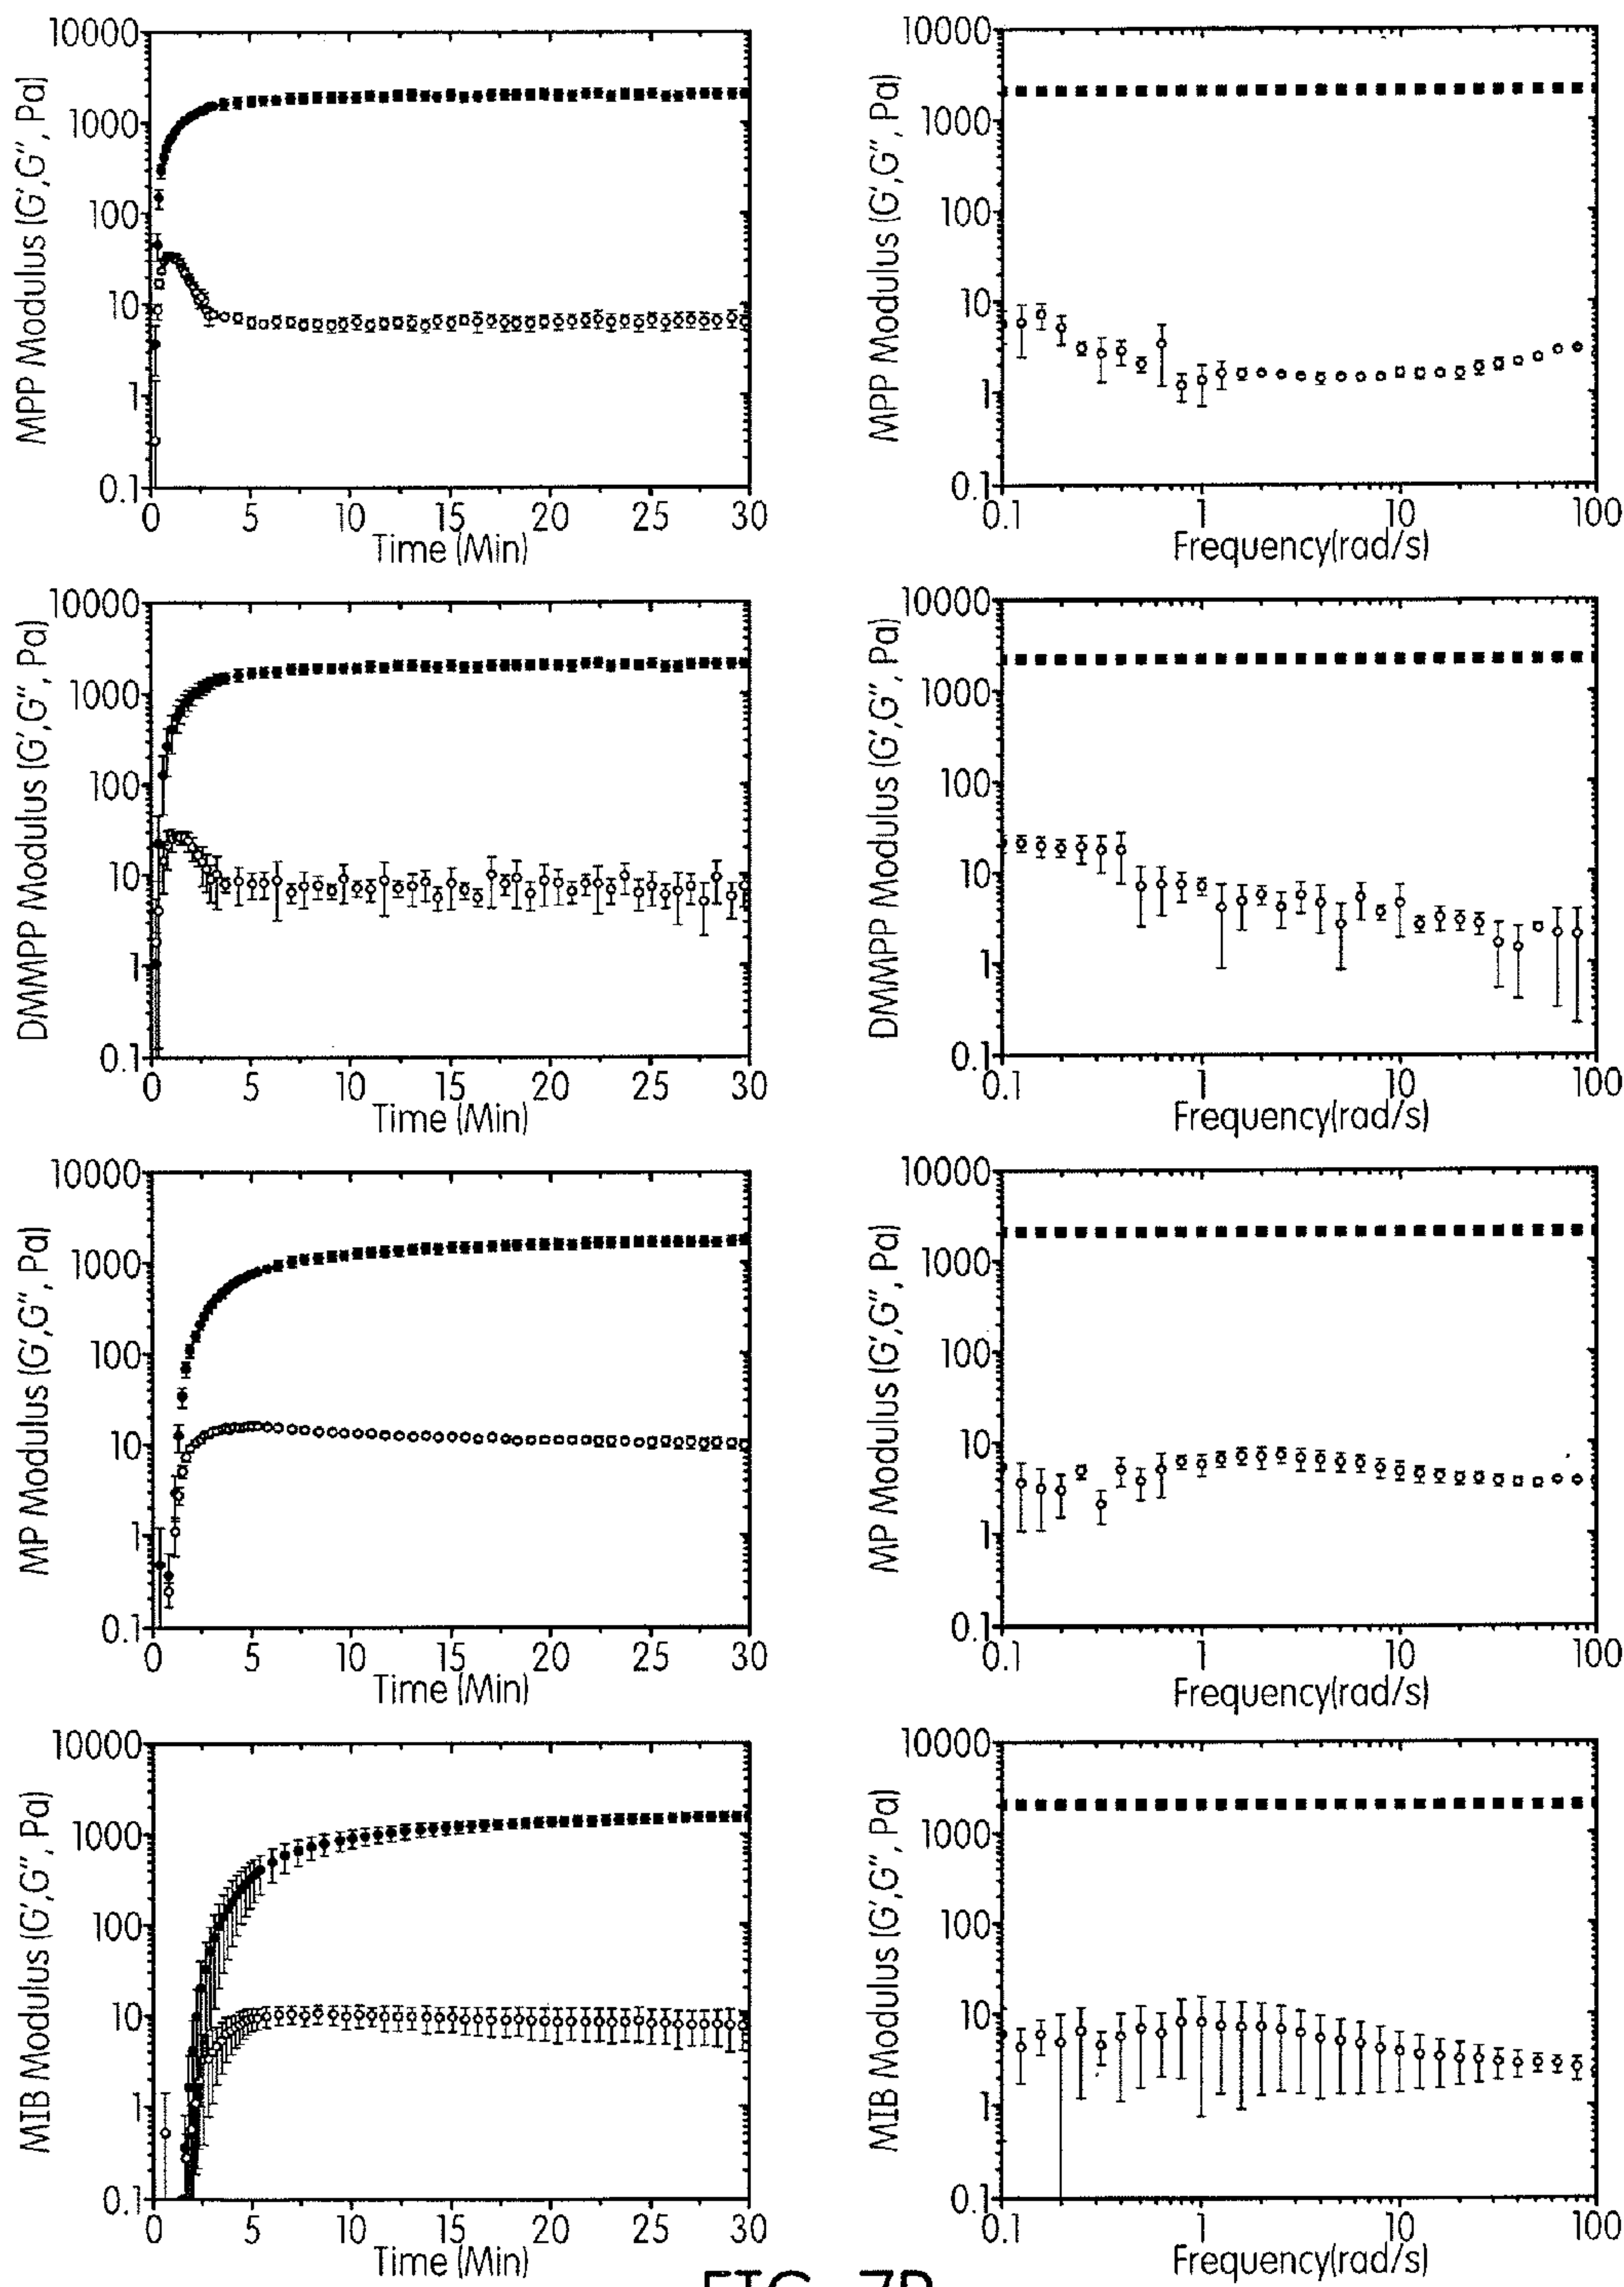 MPP Modulus (G',G", Pa)
10000
1000
100
10
1
0.1
0 5 10 15 20 25 30
Time (Min)
MPP Modulus (G',G", Pa)
10000
1000
100
10
1
0.1
0.1 1 10 100
Frequency(rad/s)
DMMPP Modulus (G',G", Pa)
10000
1000
100
10
1
0.1
0 5 10 15 20 25 30
Time (Min)
DMMPP Modulus (G',G", Pa)
10000
1000
100
10
1
0.1
0.1 1 10 100
Frequency(rad/s)
MP Modulus (G',G", Pa)
10000
1000
100
10
1
0.1
0 5 10 15 20 25 30
Time (Min)
MP Modulus (G',G", Pa)
10000
1000
100
10
1
0.1
0.1 1 10 100
Frequency(rad/s)
MIB Modulus (G',G", Pa)
10000
1000
100
10
1
0.1
0 5 10 15 20 25 30
Time (Min)
MIB Modulus (G',G", Pa)
10000
1000
100
10
1
0.1
0.1 1 10 100
Frequency(rad/s)
FIG. 7B